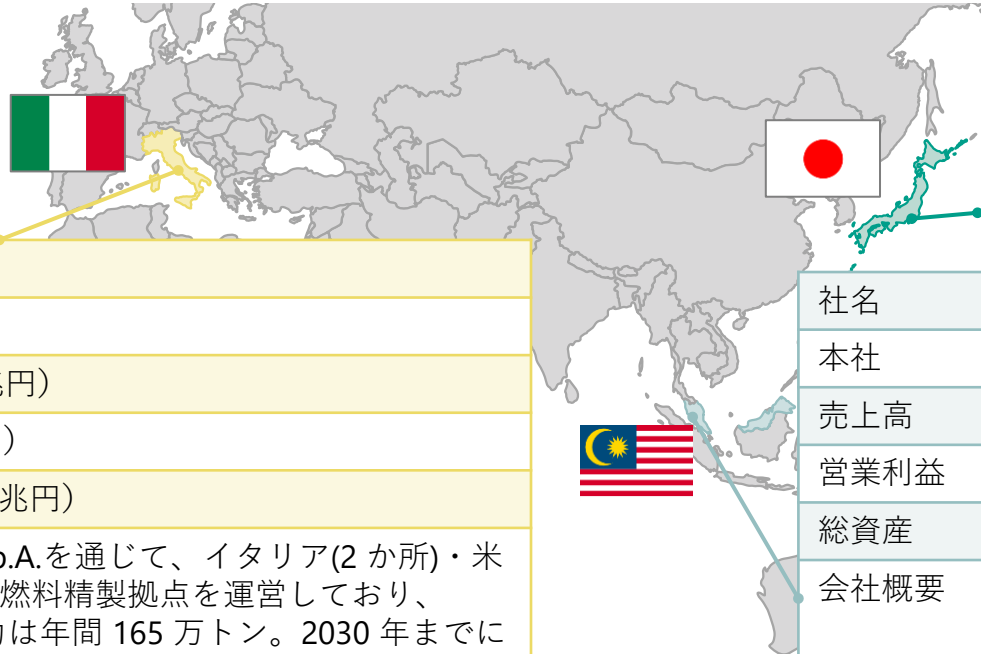 兆円）
）
兆円）
p.A.を通じて、イタリア(2 か所)・米
燃料精製拠点を運営しており、
力は年間 165 万トン。2030 年までに
社名
本社
売上高
営業利益
総資産
会社概要